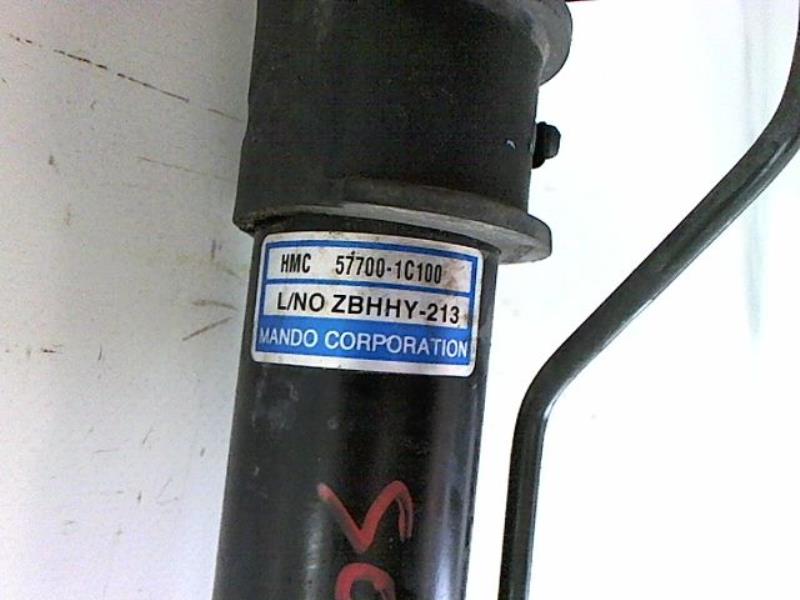 HMC 57700-1C100
L/NO ZBHHY-213
MANDO CORPORATION